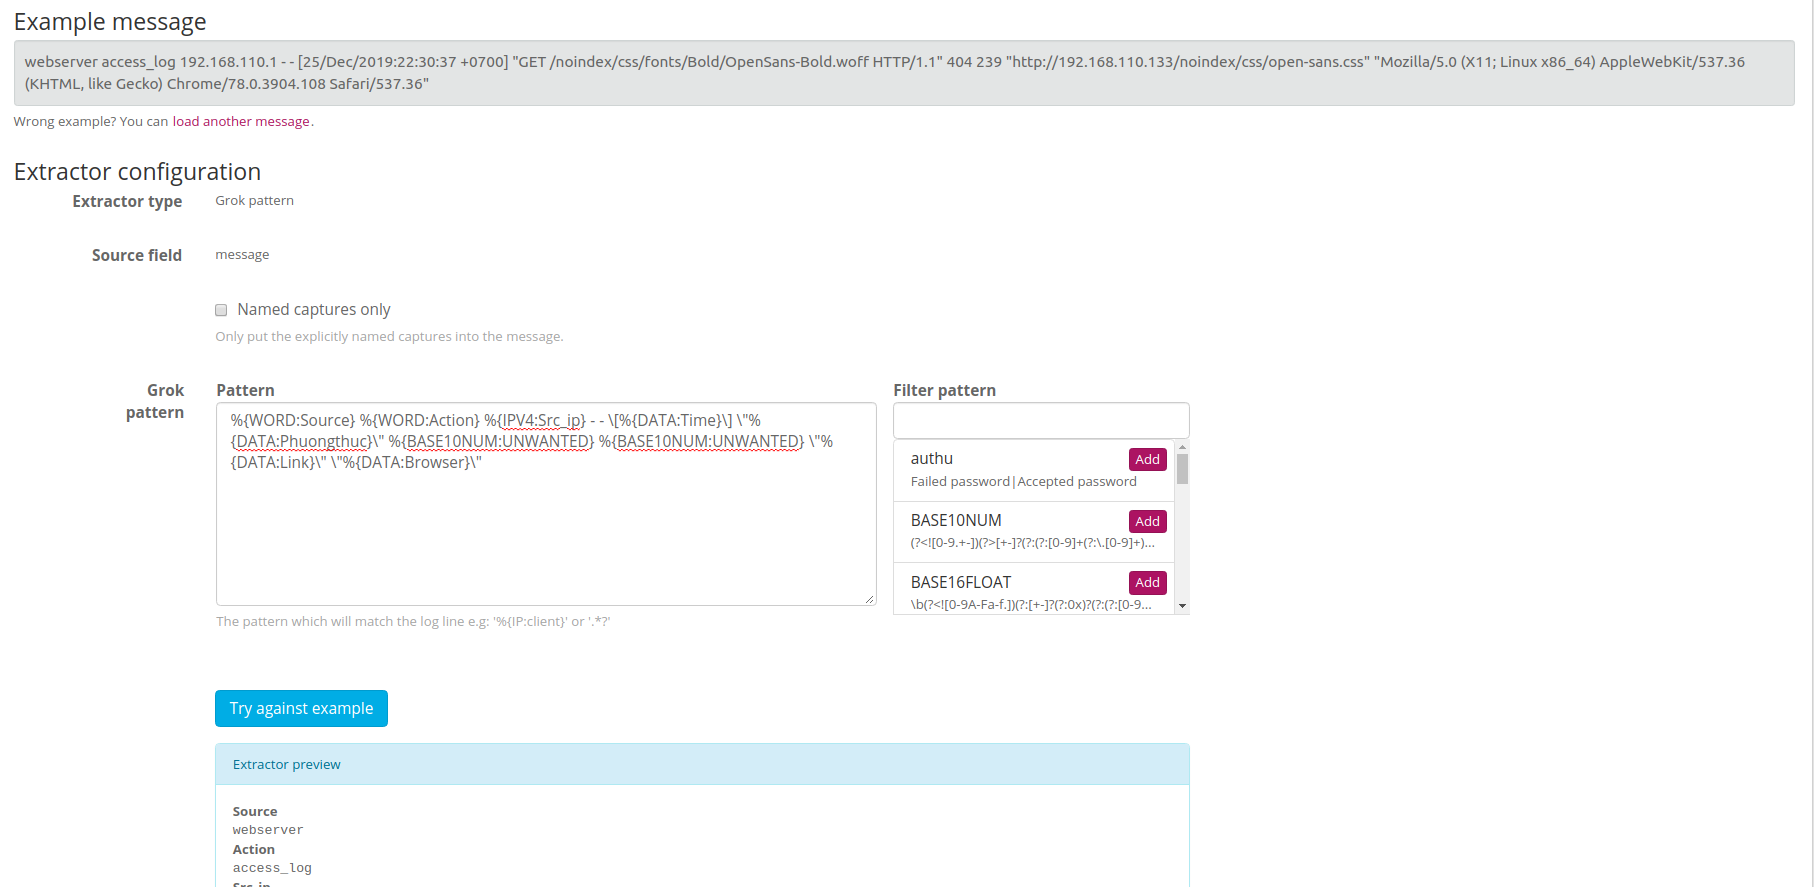 Example message
webserver access_log 192.168.110.1 - - [25/Dec/2019:22:30:37 +0700] "GET /noindex/css/fonts/Bold/OpenSans-Bold.woff HTTP/1.1" 404 239 "http://192.168.110.133/noindex/css/open-sans.css" "Mozilla/5.0 (X11; Linux x86_64) AppleWebKit/537.36
(KHTML, like Gecko) Chrome/78.0.3904.108 Safari/537.36"
Wrong example? You can load another message.
Extractor configuration
Extractor type Grok pattern
Source field message
Named captures only
Only put the explicitly named captures into the message.
Grok pattern
Pattern
%{WORD:Source} %{WORD:Action} %{IPV4:Src_ip} - - \[%{DATA:Time}\] \"%
{DATA:Phuongthuc}\" %{BASE10NUM:UNWANTED} %{BASE10NUM:UNWANTED} \"%
{DATA:Link}\" \"%{DATA:Browser}\"
The pattern which will match the log line e.g: '%{IP:client}' or '.*?'
Filter pattern
authu Add
Failed password|Accepted password
BASE10NUM Add
(?<![0-9.+-])(?>[+-]?(?:(?:[0-9]+(?:\.[0-9]+)...
BASE16FLOAT Add
\b(?<![0-9A-Fa-f.])(?:[+-]?(?:0x)?(?:(?:[0-9...
Try against example
Extractor preview
Source
webserver
Action
access_log
Src_ip